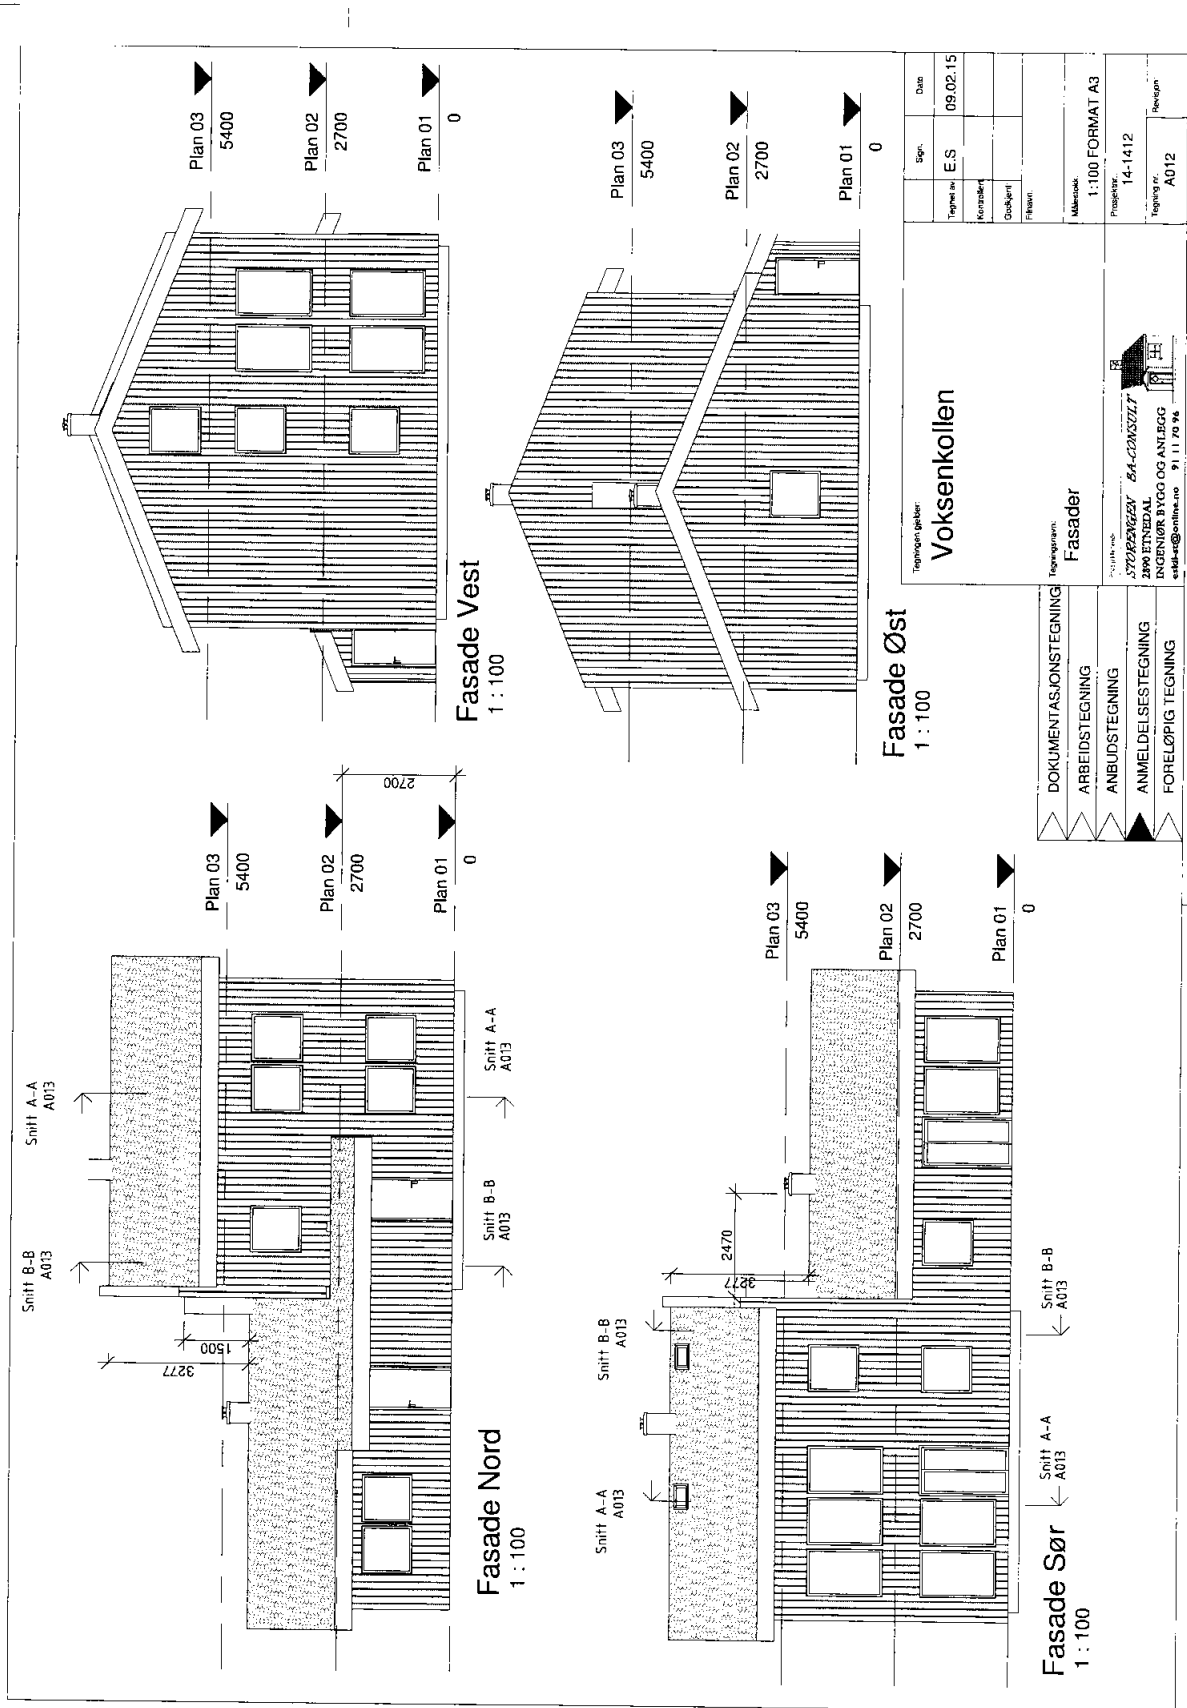 Snitt B-B
A013
Snitt A-A
A013
Plan 03
5400
Plan 02
2700
Plan 01
0
3277
1500
2700
Snitt B-B
A013
Snitt A-A
A013
Fasade Nord
1 : 100
Plan 03
5400
Plan 02
2700
Plan 01
0
Fasade Vest
1 : 100
Snitt A-A
A013
Snitt B-B
A013
3277
2470
Plan 03
5400
Plan 02
2700
Plan 01
0
Snitt A-A
A013
Snitt B-B
A013
Fasade Sør
1 : 100
Plan 03
5400
Plan 02
2700
Plan 01
0
Fasade Øst
1 : 100
DOKUMENTASJONSTEGNING
ARBEIDSTEGNING
ANBUDSTEGNING
ANMELDELSESTEGNING
FORELØPIG TEGNING
Tegningen gjelder:
Voksenkollen
Tegningsnavn:
Fasader
STORENGEN BA-CONSULT
2890 ETNEDAL
INGENIØR BYGG OG ANLEGG
91 11 70 96
Sign. Dato
Tegnet av E.S 09.02.15
Kontrollert
Godkjent
Filnavn:
Målestokk:
1:100 FORMAT A3
Prosjektnr.
14-1412
Tegning nr. Revisjon
A012